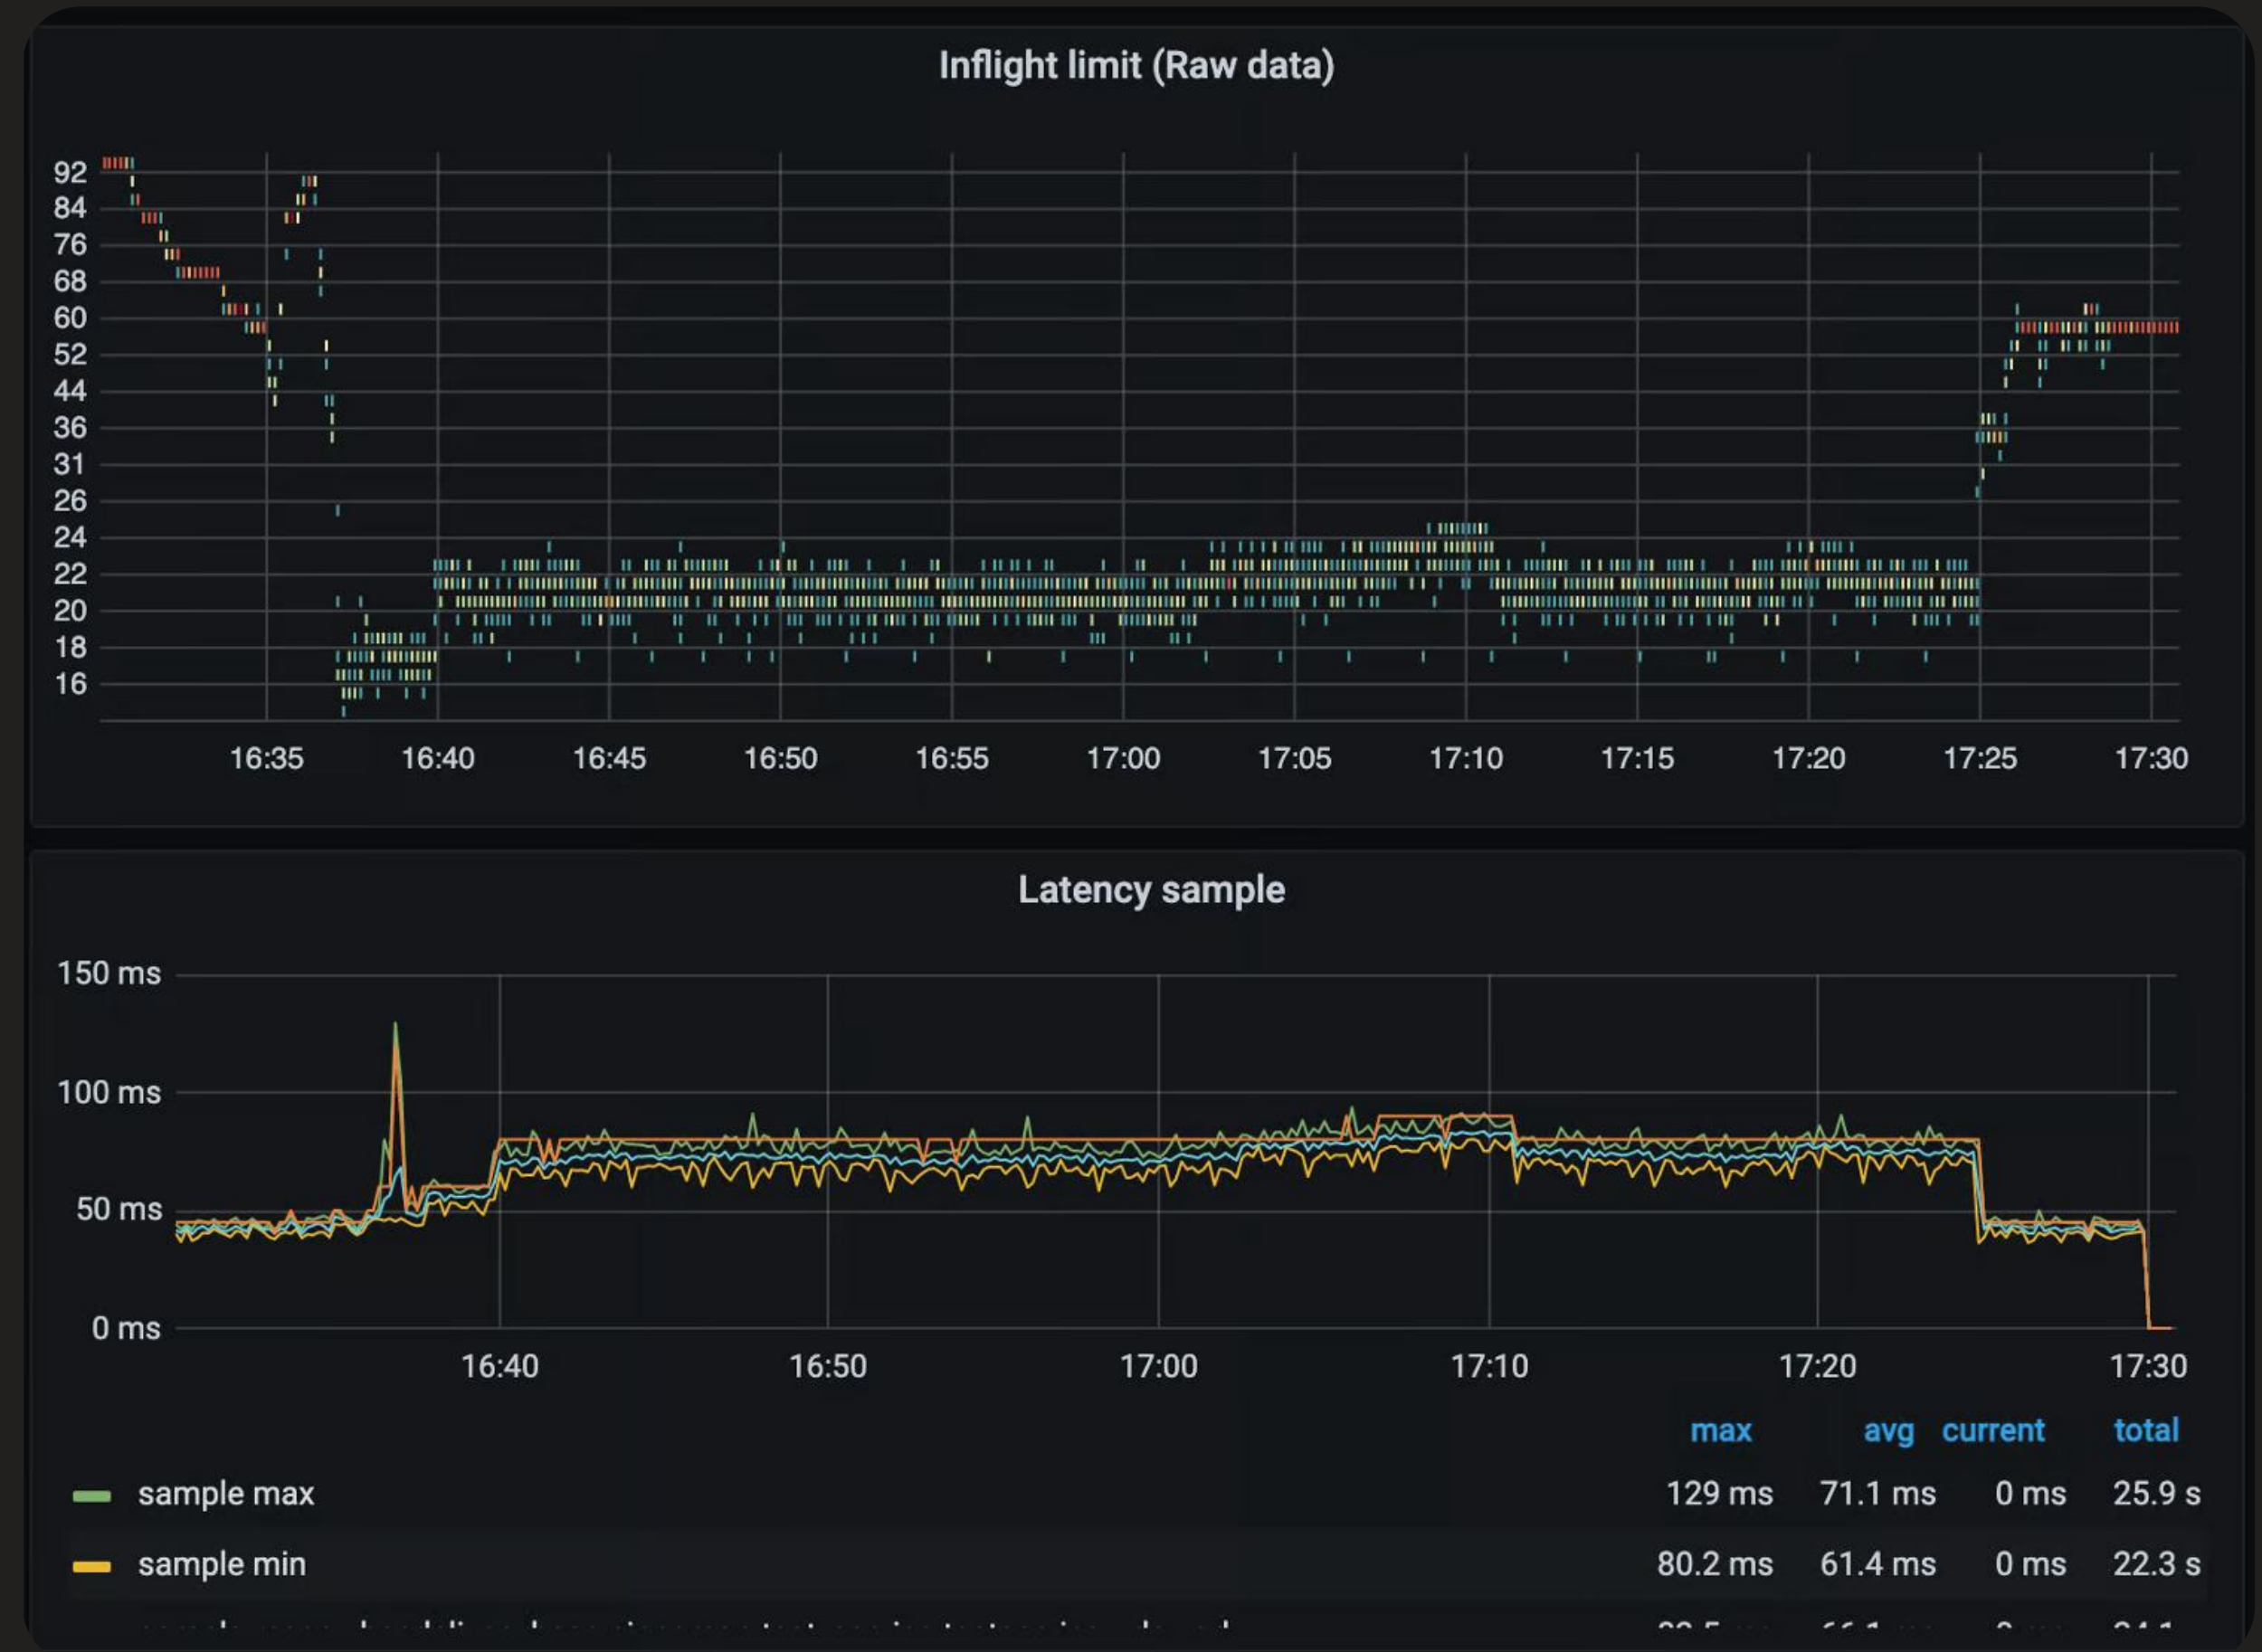 Inflight limit (Raw data)
92
84
76
68
60
52
44
36
31
26
24
22
20
18
16
16:35 16:40 16:45 16:50 16:55 17:00 17:05 17:10 17:15 17:20 17:25 17:30
Latency sample
150 ms
100 ms
50 ms
0 ms
16:40 16:50 17:00 17:10 17:20 17:30
max avg current total
sample max 129 ms 71.1 ms 0 ms 25.9 s
sample min 80.2 ms 61.4 ms 0 ms 22.3 s